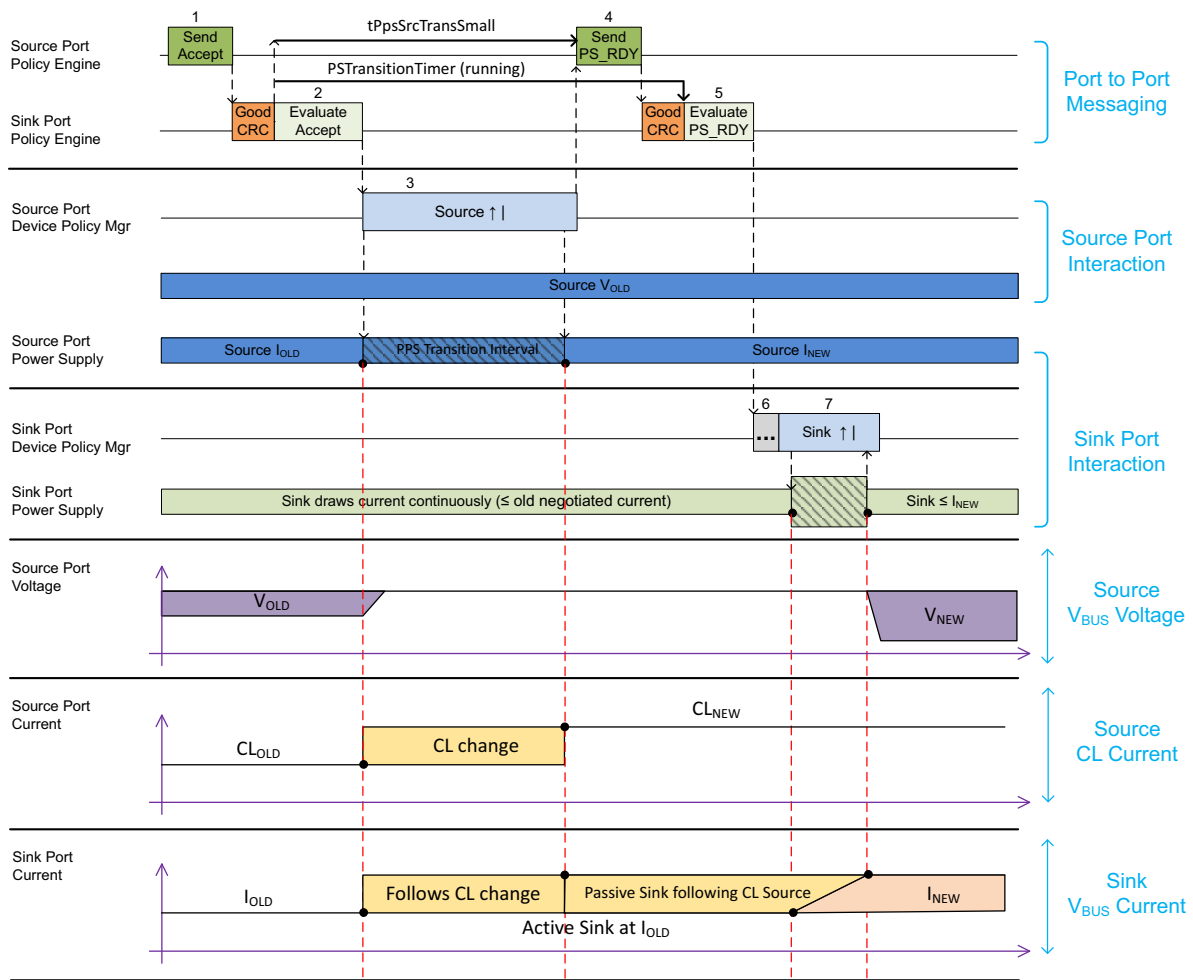 1
Send
Accept
tPpsSrcTransSmall
4
Send
PS_RDY
Source Port
Policy Engine
PSTransitionTimer (running)
Port to Port
Messaging
Sink Port
Policy Engine
Good
CRC
2
Evaluate
Accept
Good
CRC
5
Evaluate
PS_RDY
Source Port
Device Policy Mgr
3
Source ↑ |
Source Port
Interaction
Source VOLD
Source Port
Power Supply
Source IOLD
PPS Transition Interval
Source INEW
Sink Port
Device Policy Mgr
6
...
7
Sink ↑ |
Sink Port
Interaction
Sink Port
Power Supply
Sink draws current continuously (≤ old negotiated current)
Sink ≤ INEW
Source Port
Voltage
VOLD
VNEW
Source
VBUS Voltage
Source Port
Current
CLOLD
CL change
CLNEW
Source
CL Current
Sink Port
Current
IOLD
Follows CL change
Passive Sink following CL Source
INEW
Active Sink at IOLD
Sink
VBUS Current